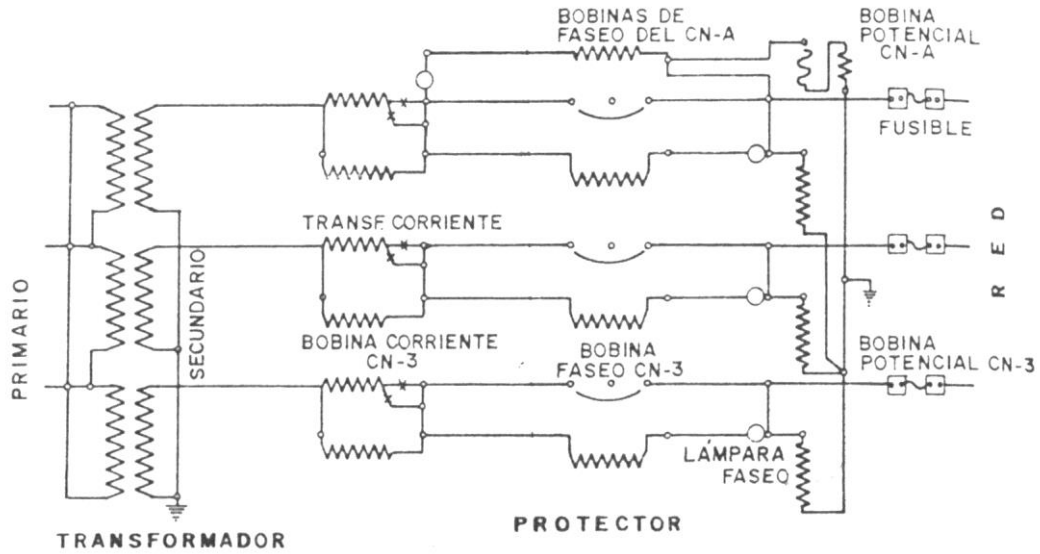 BOBINAS DE
FASEO DEL CN-A
BOBINA
POTENCIAL
CN-A
FUSIBLE
TRANSF. CORRIENTE
PRIMARIO
SECUNDARIO
RED
BOBINA CORRIENTE
CN-3
BOBINA
FASEO CN-3
BOBINA
POTENCIAL CN-3
LÁMPARA
FASEO
TRANSFORMADOR
PROTECTOR